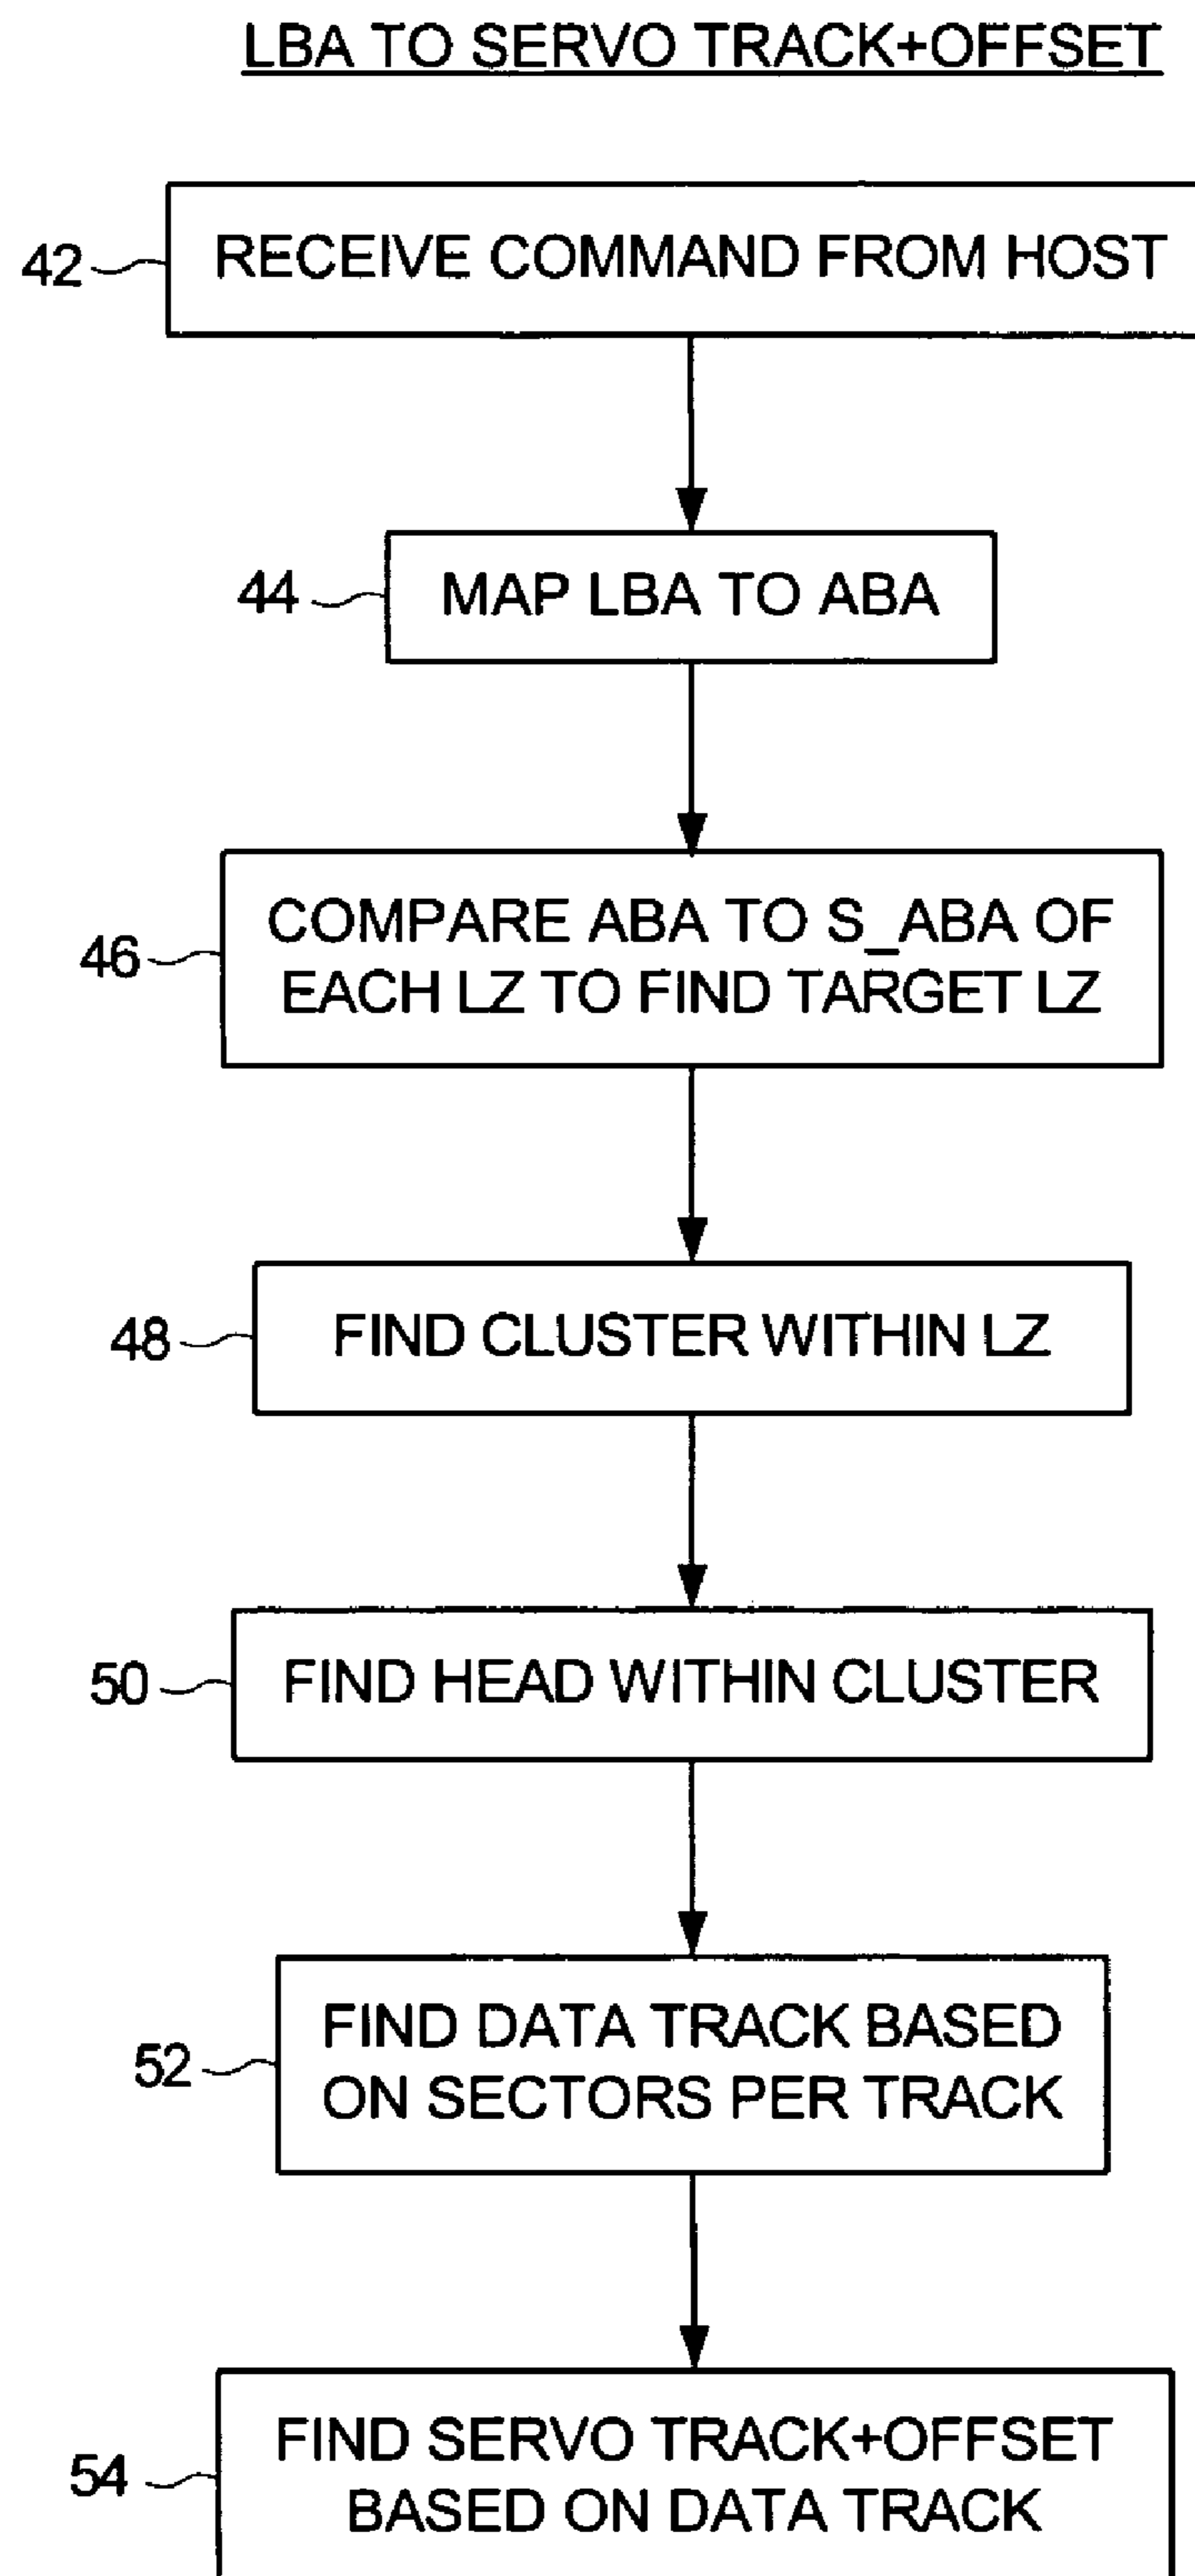 LBA TO SERVO TRACK+OFFSET
42
RECEIVE COMMAND FROM HOST
44
MAP LBA TO ABA
46
COMPARE ABA TO S_ABA OF
EACH LZ TO FIND TARGET LZ
48
FIND CLUSTER WITHIN LZ
50
FIND HEAD WITHIN CLUSTER
52
FIND DATA TRACK BASED
ON SECTORS PER TRACK
54
FIND SERVO TRACK+OFFSET
BASED ON DATA TRACK